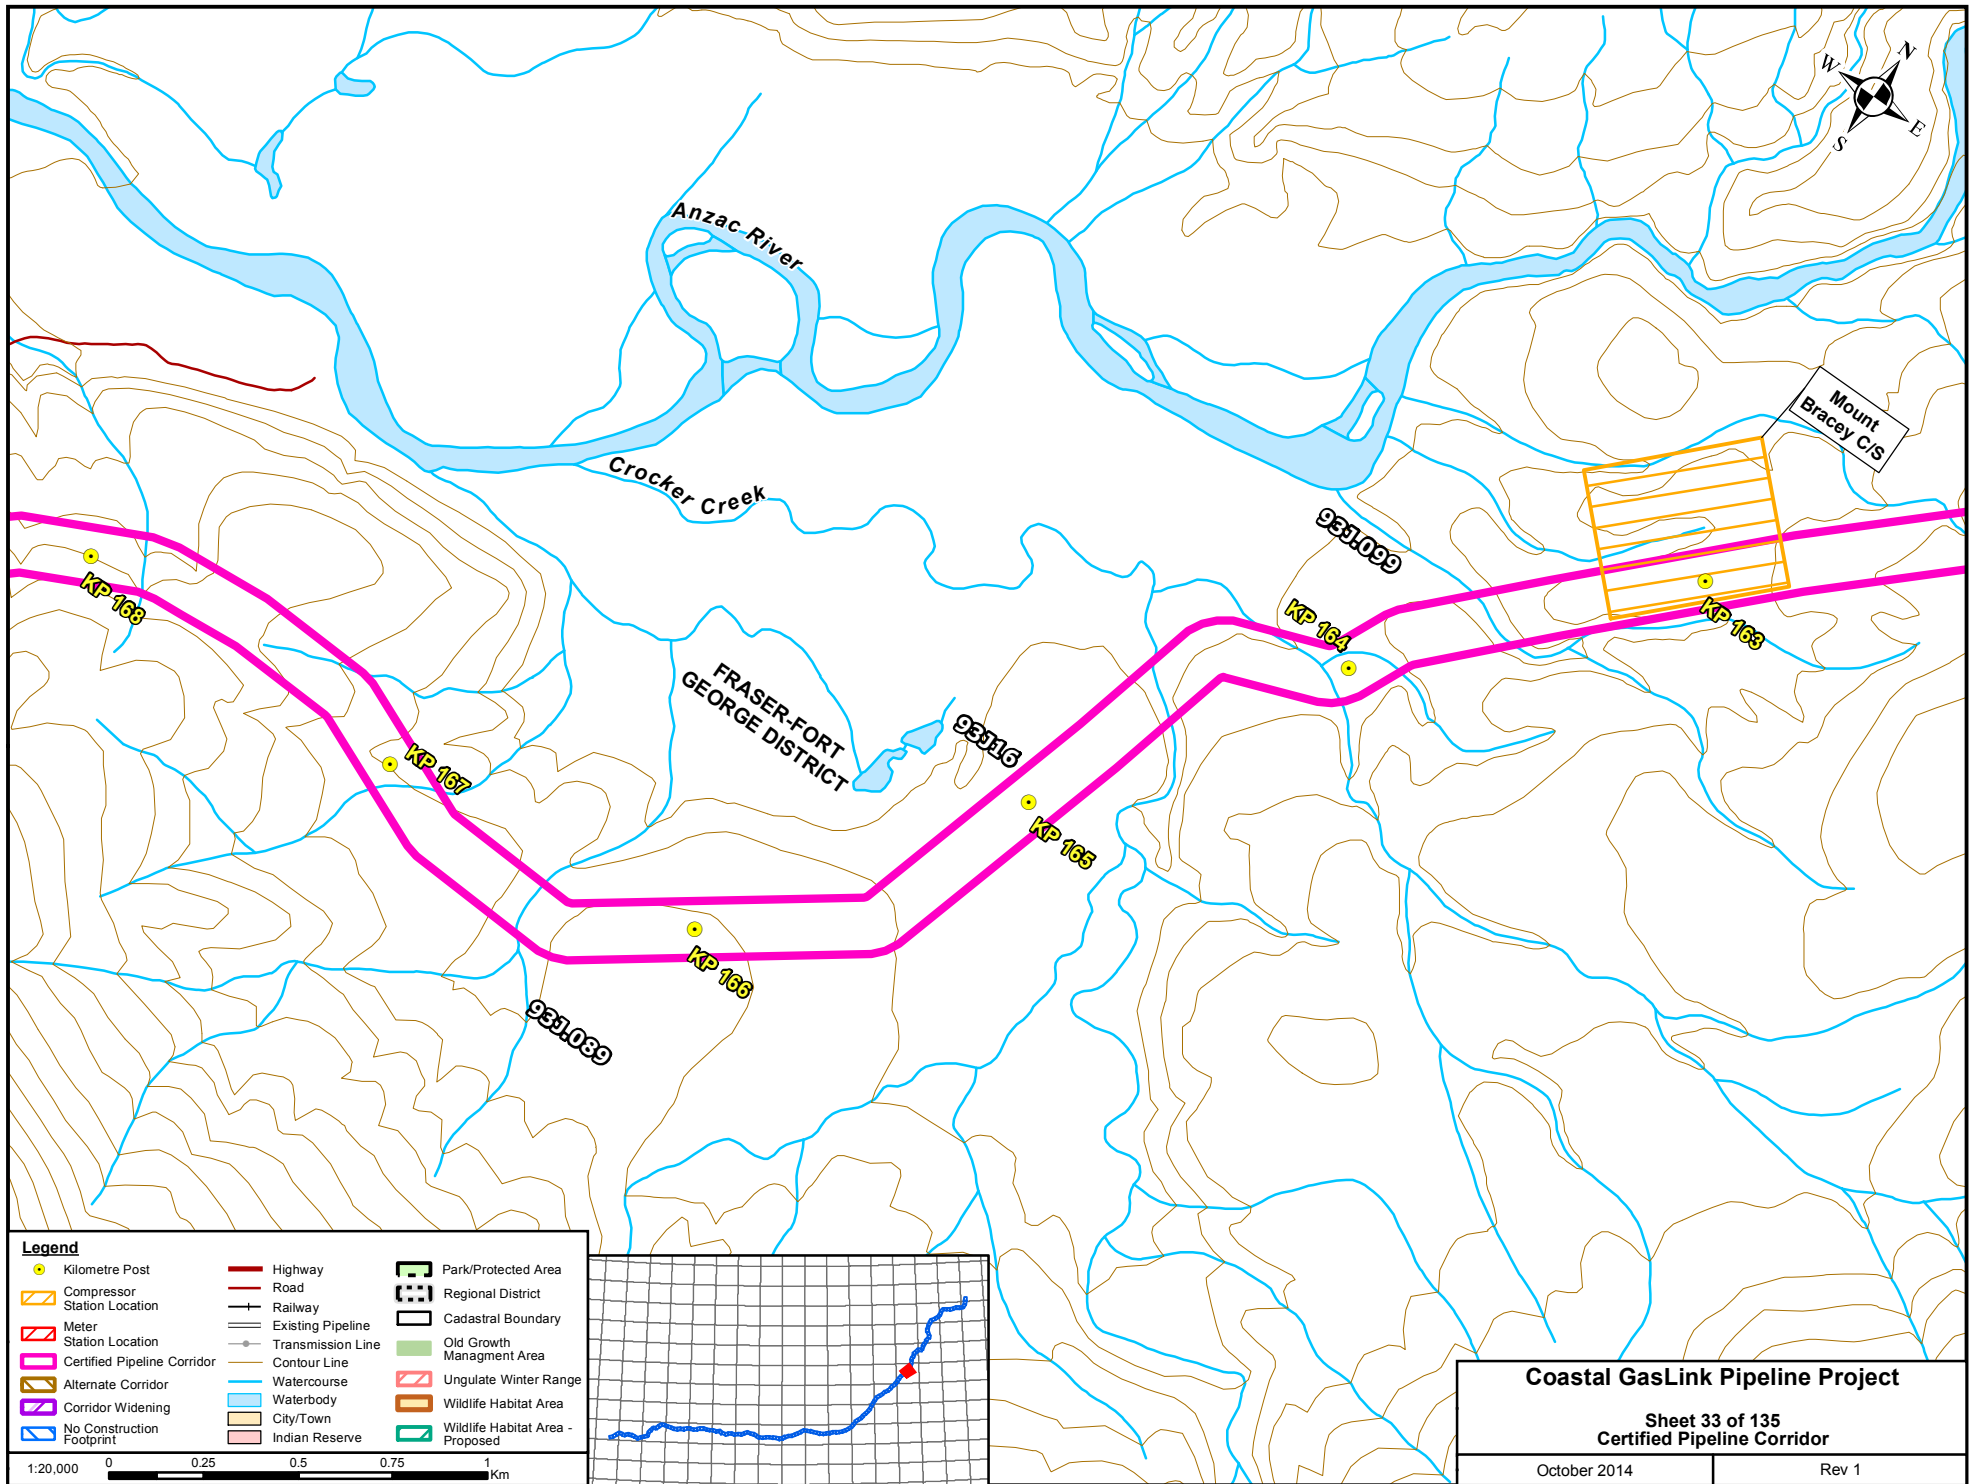 N
W
E
S
Anzac River
Mount
Bracey C/S
Crocker Creek
93J.099
KP 168
KP 164
KP 163
FRASER-FORT
GEORGE DISTRICT
93J16
KP 167
KP 165
KP 166
93J.089
Legend
Kilometre Post
Compressor
Station Location
Meter
Station Location
Certified Pipeline Corridor
Alternate Corridor
Corridor Widening
No Construction
Footprint
Highway
Road
Railway
Existing Pipeline
Transmission Line
Contour Line
Watercourse
Waterbody
City/Town
Indian Reserve
Park/Protected Area
Regional District
Cadastral Boundary
Old Growth
Managment Area
Ungulate Winter Range
Wildlife Habitat Area
Wildlife Habitat Area -
Proposed
1:20,000
0 0.25 0.5 0.75 1
Km
Coastal GasLink Pipeline Project
Sheet 33 of 135
Certified Pipeline Corridor
October 2014
Rev 1